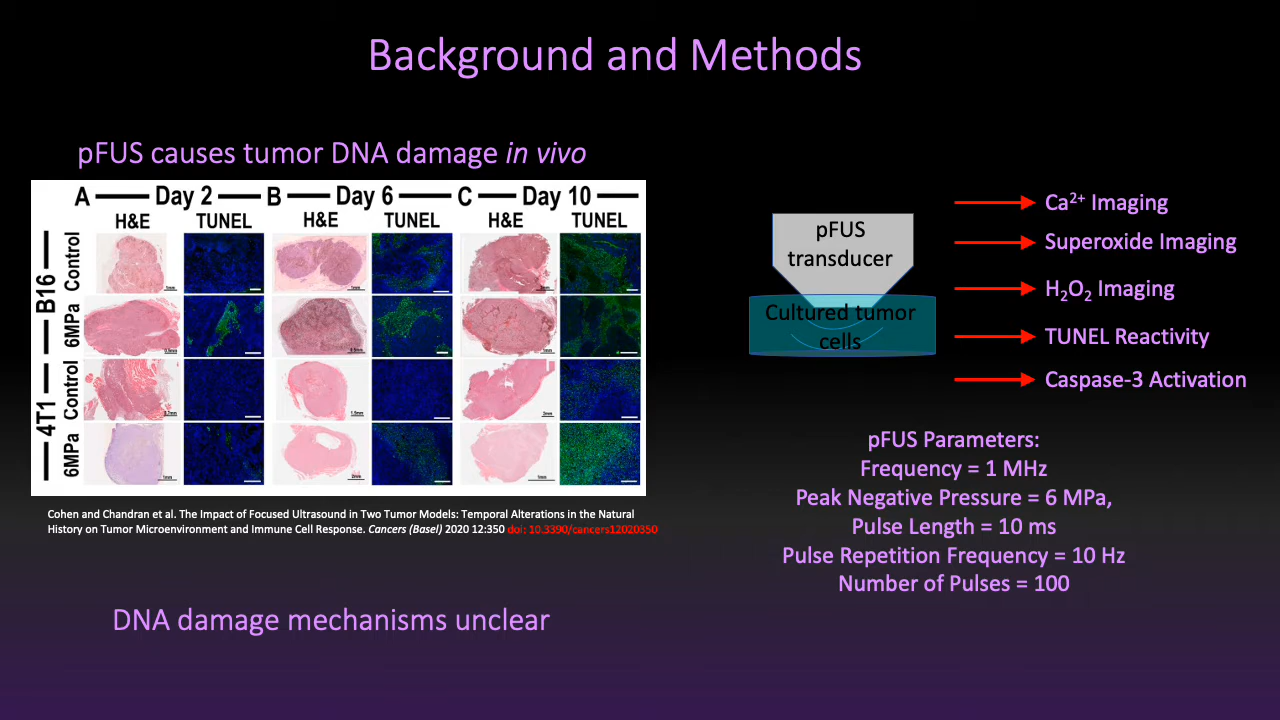 Background and Methods
pFUS causes tumor DNA damage in vivo
A Day 2 B Day 6 C Day 10
H&E TUNEL H&E TUNEL H&E TUNEL
B16
Control
6MPa
4T1
Control
6MPa
Cohen and Chandran et al. The Impact of Focused Ultrasound in Two Tumor Models: Temporal Alterations in the Natural
History on Tumor Microenvironment and Immune Cell Response. Cancers (Basel) 2020 12:350 doi: 10.3390/cancers12020350
DNA damage mechanisms unclear
pFUS
transducer
Cultured tumor
cells
Ca²⁺ Imaging
Superoxide Imaging
H₂O₂ Imaging
TUNEL Reactivity
Caspase-3 Activation
pFUS Parameters:
Frequency = 1 MHz
Peak Negative Pressure = 6 MPa,
Pulse Length = 10 ms
Pulse Repetition Frequency = 10 Hz
Number of Pulses = 100